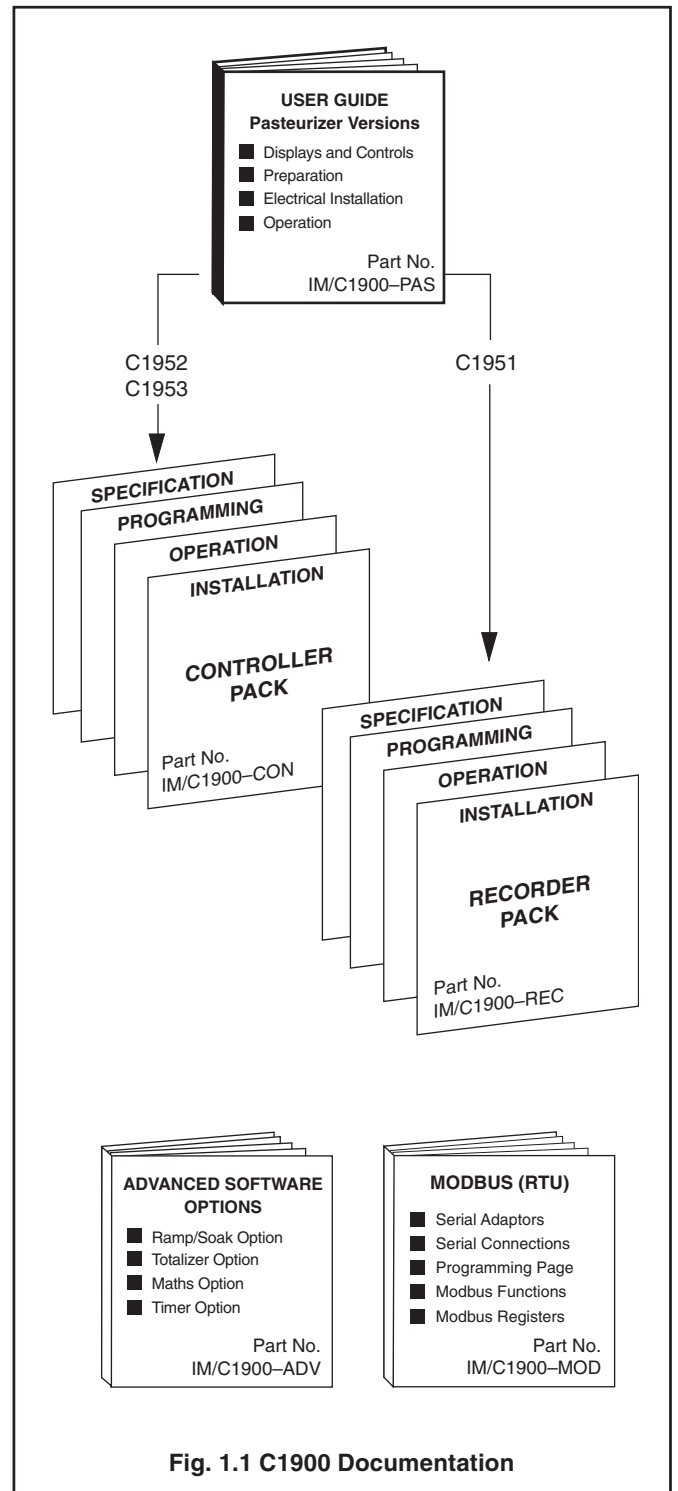 USER GUIDE
Pasteurizer Versions
Displays and Controls
Preparation
Electrical Installation
Operation
Part No.
IM/C1900–PAS
C1952
C1953
C1951
SPECIFICATION
PROGRAMMING
OPERATION
INSTALLATION
CONTROLLER
PACK
Part No.
IM/C1900–CON
SPECIFICATION
PROGRAMMING
OPERATION
INSTALLATION
RECORDER
PACK
Part No.
IM/C1900–REC
ADVANCED SOFTWARE
OPTIONS
Ramp/Soak Option
Totalizer Option
Maths Option
Timer Option
Part No.
IM/C1900–ADV
MODBUS (RTU)
Serial Adaptors
Serial Connections
Programming Page
Modbus Functions
Modbus Registers
Part No.
IM/C1900–MOD
Fig. 1.1 C1900 Documentation